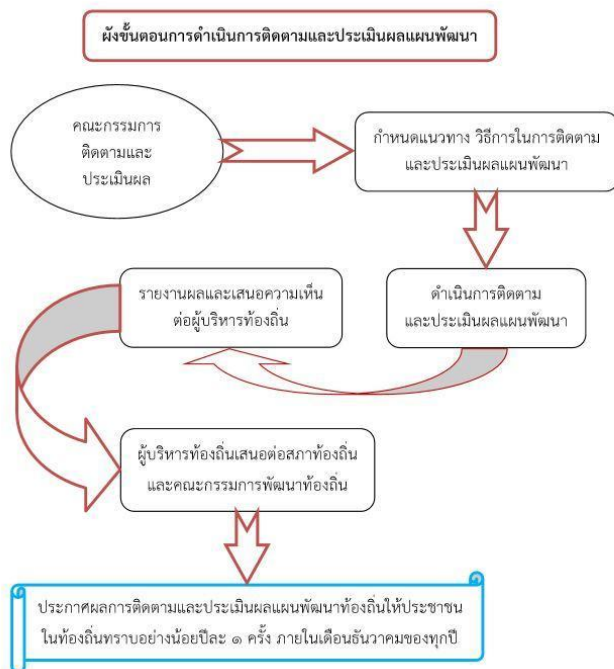 ผังขั้นตอนการดำเนินการติดตามและประเมินผลแผนพัฒนา
คณะกรรมการ
ติดตามและ
ประเมินผล
กำหนดแนวทาง วิธีการในการติดตาม
และประเมินผลแผนพัฒนา
ดำเนินการติดตาม
และประเมินผลแผนพัฒนา
รายงานผลและเสนอความเห็น
ต่อผู้บริหารท้องถิ่น
ผู้บริหารท้องถิ่นเสนอต่อสภาท้องถิ่น
และคณะกรรมการพัฒนาท้องถิ่น
ประกาศผลการติดตามและประเมินผลแผนพัฒนาท้องถิ่นให้ประชาชน
ในท้องถิ่นทราบอย่างน้อยปีละ ๑ ครั้ง ภายในเดือนธันวาคมของทุกปี